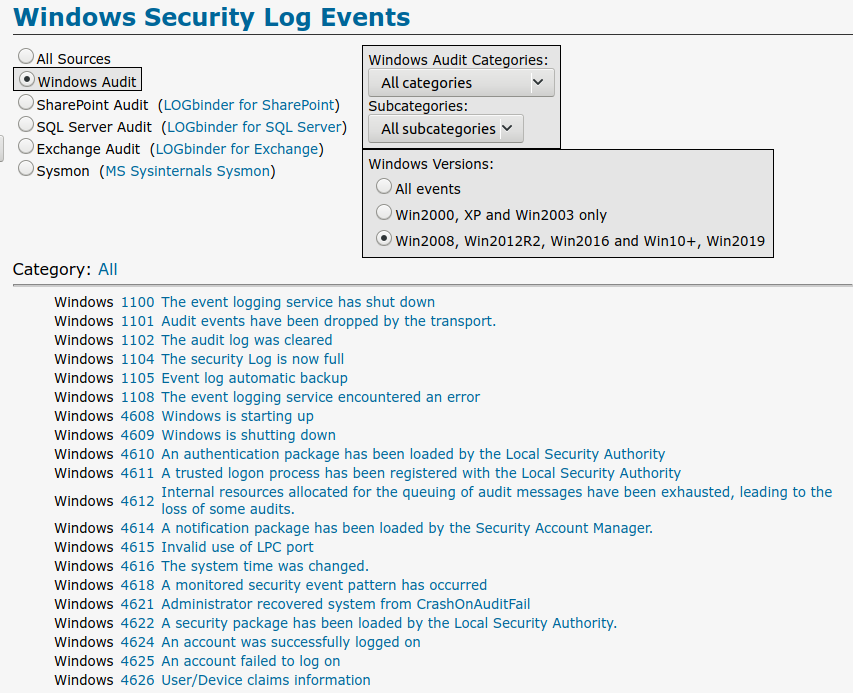 Windows Security Log Events
All Sources
Windows Audit
SharePoint Audit (LOGbinder for SharePoint)
SQL Server Audit (LOGbinder for SQL Server)
Exchange Audit (LOGbinder for Exchange)
Sysmon (MS Sysinternals Sysmon)
Windows Audit Categories:
All categories
Subcategories:
All subcategories
Windows Versions:
All events
Win2000, XP and Win2003 only
Win2008, Win2012R2, Win2016 and Win10+, Win2019
Category: All
Windows 1100 The event logging service has shut down
Windows 1101 Audit events have been dropped by the transport.
Windows 1102 The audit log was cleared
Windows 1104 The security Log is now full
Windows 1105 Event log automatic backup
Windows 1108 The event logging service encountered an error
Windows 4608 Windows is starting up
Windows 4609 Windows is shutting down
Windows 4610 An authentication package has been loaded by the Local Security Authority
Windows 4611 A trusted logon process has been registered with the Local Security Authority
Windows 4612 Internal resources allocated for the queuing of audit messages have been exhausted, leading to the
loss of some audits.
Windows 4614 A notification package has been loaded by the Security Account Manager.
Windows 4615 Invalid use of LPC port
Windows 4616 The system time was changed.
Windows 4618 A monitored security event pattern has occurred
Windows 4621 Administrator recovered system from CrashOnAuditFail
Windows 4622 A security package has been loaded by the Local Security Authority.
Windows 4624 An account was successfully logged on
Windows 4625 An account failed to log on
Windows 4626 User/Device claims information